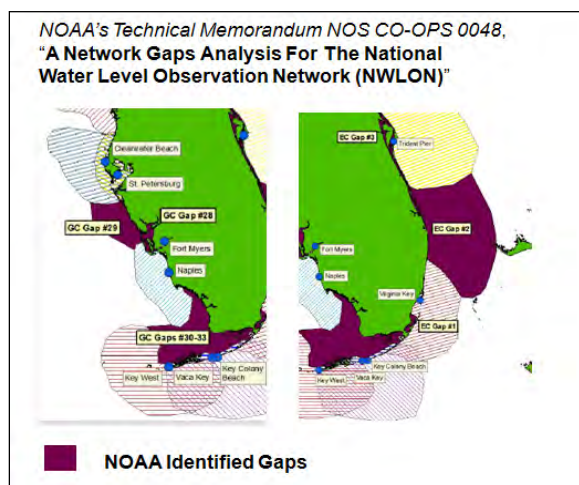 NOAA's Technical Memorandum NOS CO-OPS 0048,
"A Network Gaps Analysis For The National
Water Level Observation Network (NWLON)"
Clearwater Beach
St. Petersburg
GC Gap #28
GC Gap #29
Fort Myers
Naples
GC Gaps #30-33
Key West
Vaca Key
Key Colony
Beach
EC Gap #3
Trident Pier
EC Gap #2
Fort Myers
Naples
Virginia Key
EC Gap #1
Key Colony Beach
Vaca Key
Key West
NOAA Identified Gaps